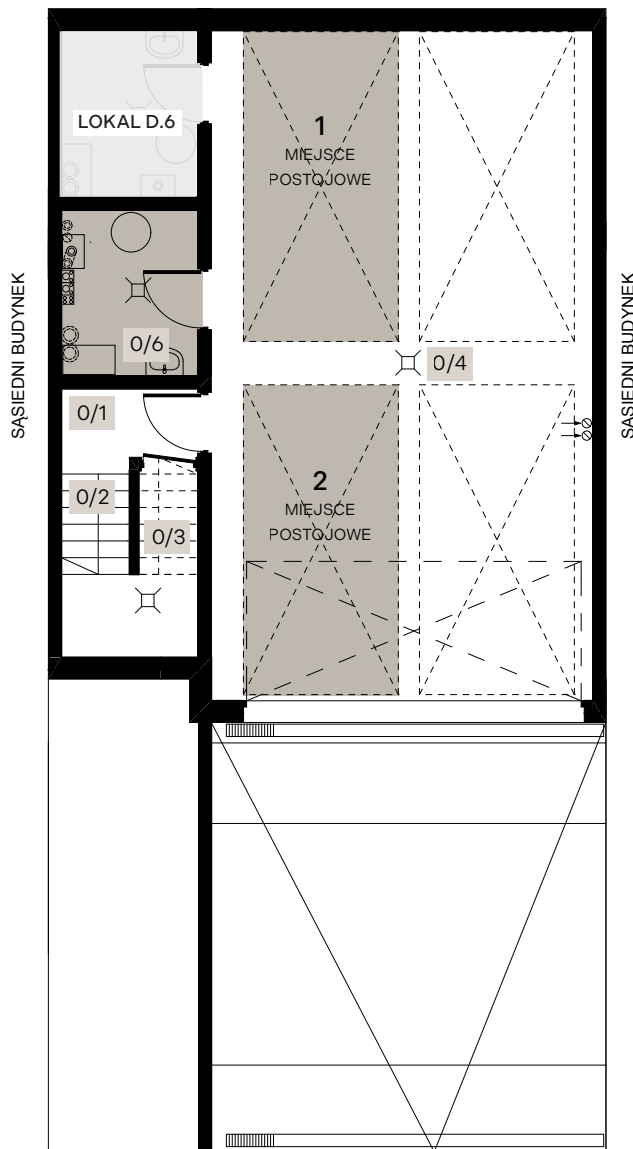 LOKAL D.6
1
MIEJSCE
POSTOJOWE
SĄSIEDNI BUDYNEK
SĄSIEDNI BUDYNEK
0/6
0/4
0/1
2
MIEJSCE
POSTOJOWE
0/2
0/3